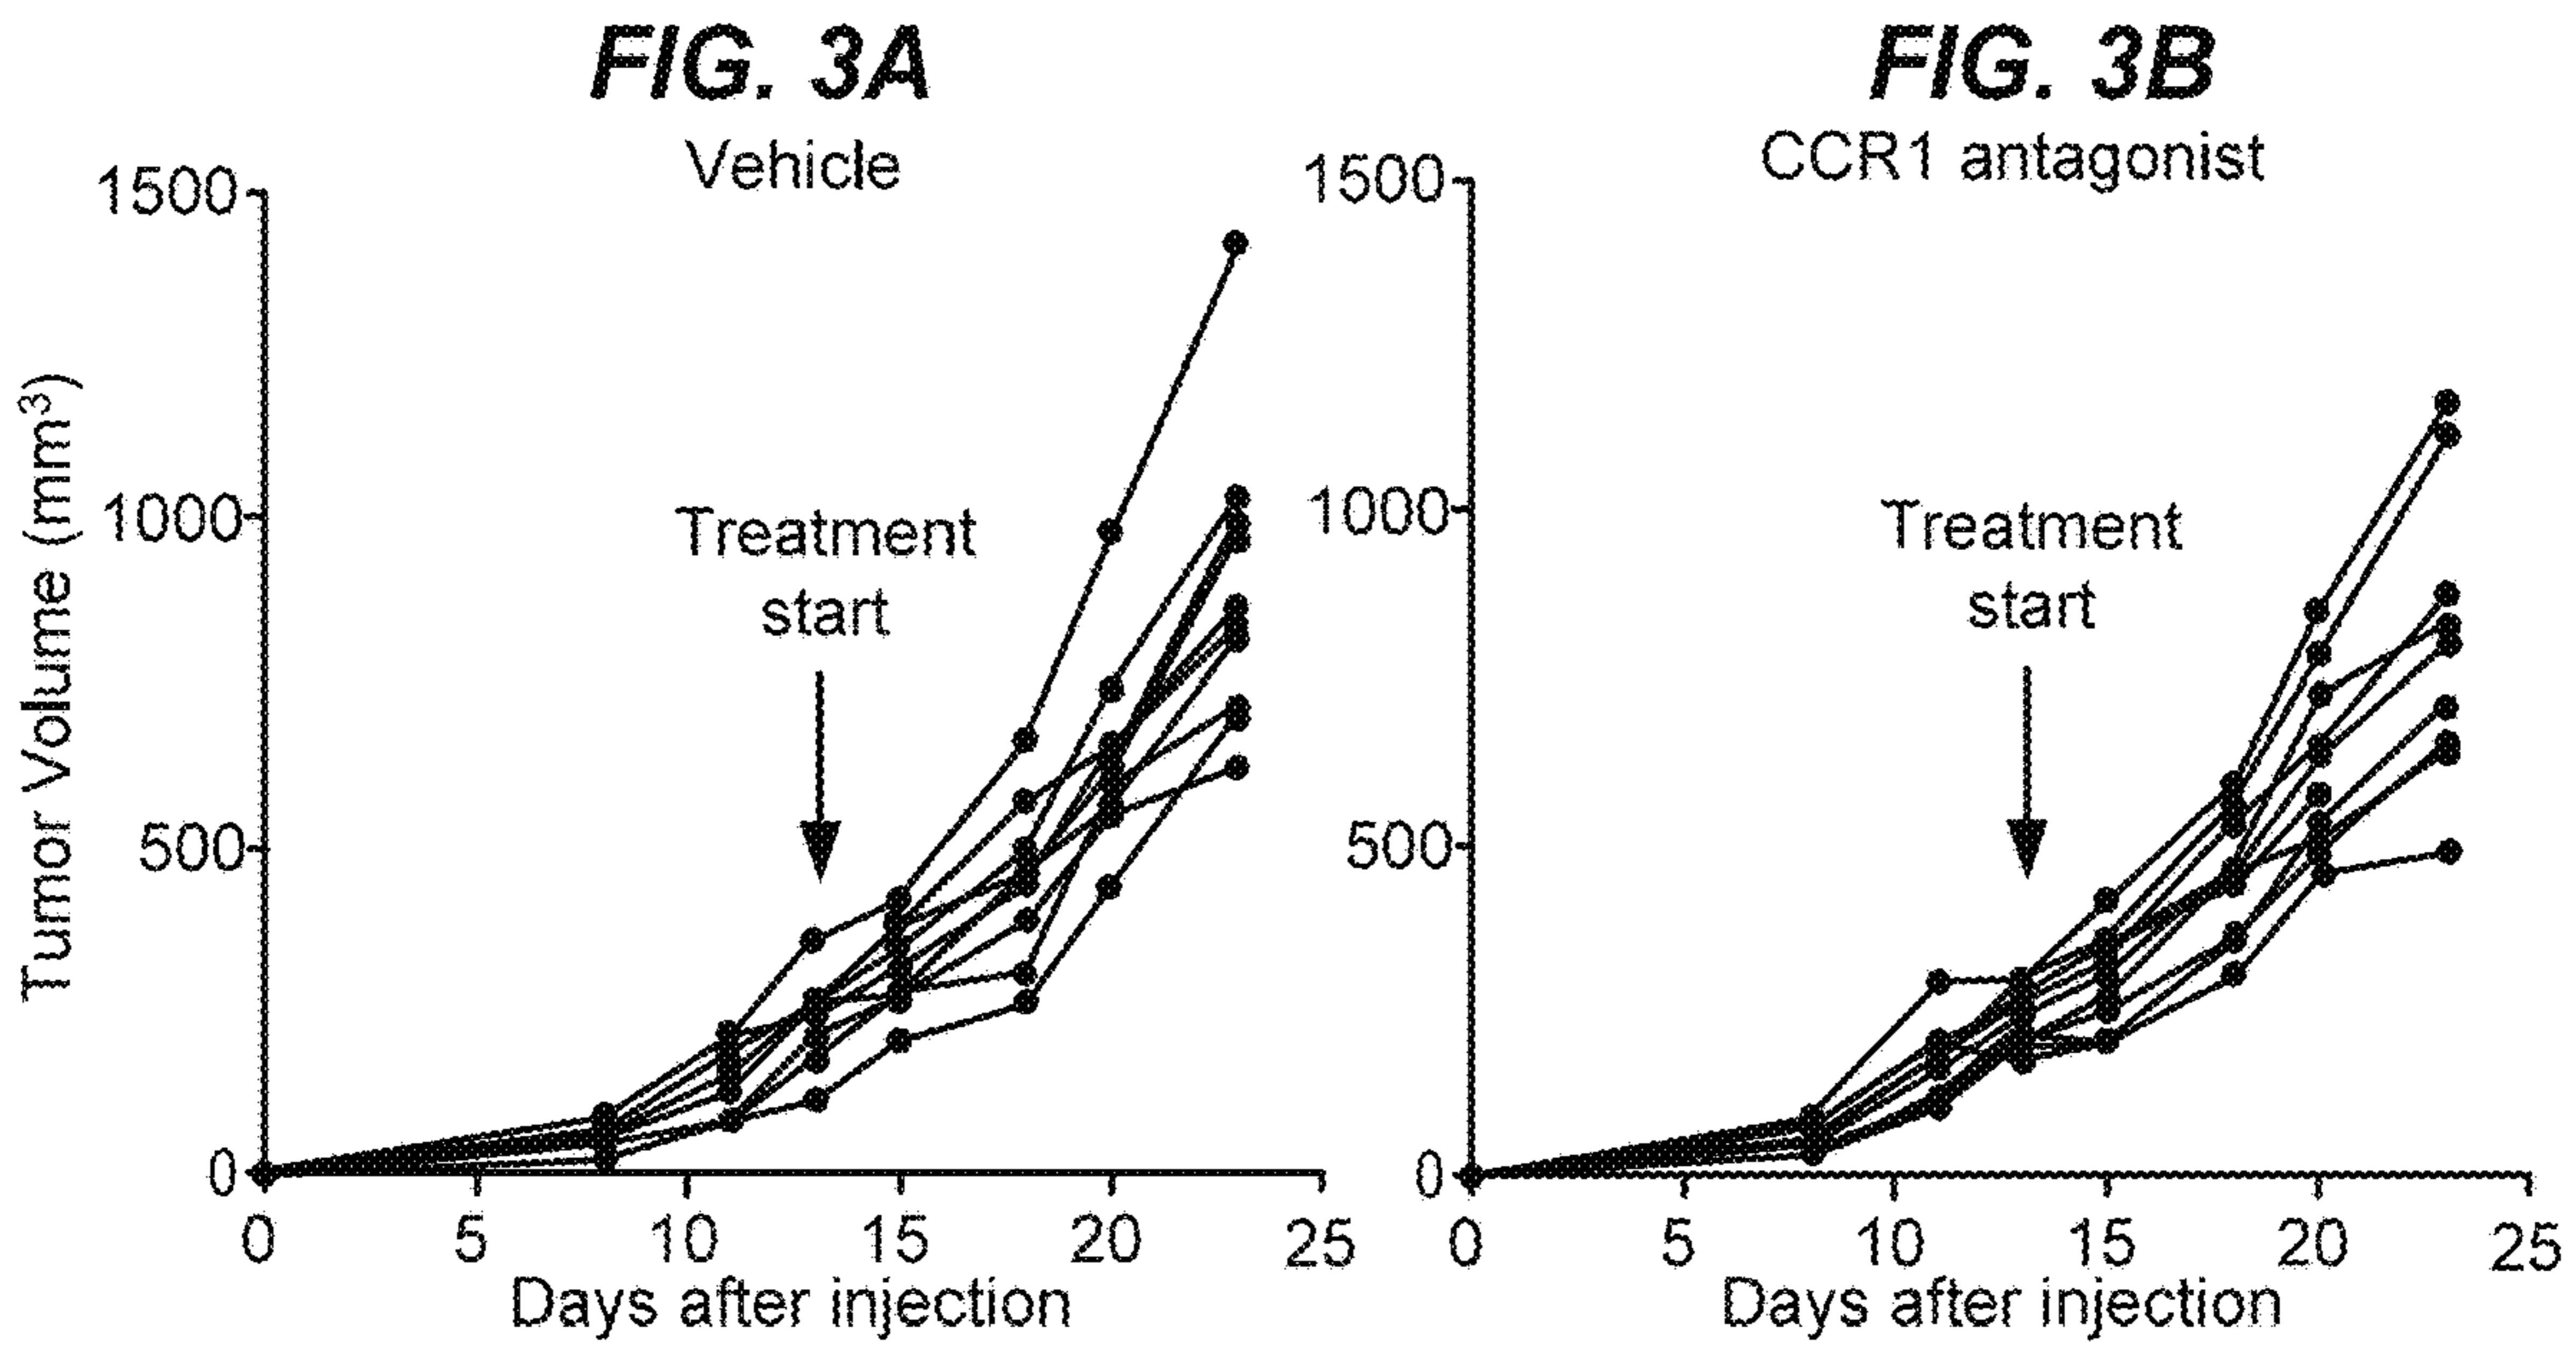 FIG. 3A
Vehicle
Tumor Volume (mm³)
1500
1000
500
0
Treatment
start
0 5 10 15 20 25
Days after injection
FIG. 3B
CCR1 antagonist
1500
1000
500
0
Treatment
start
0 5 10 15 20 25
Days after injection